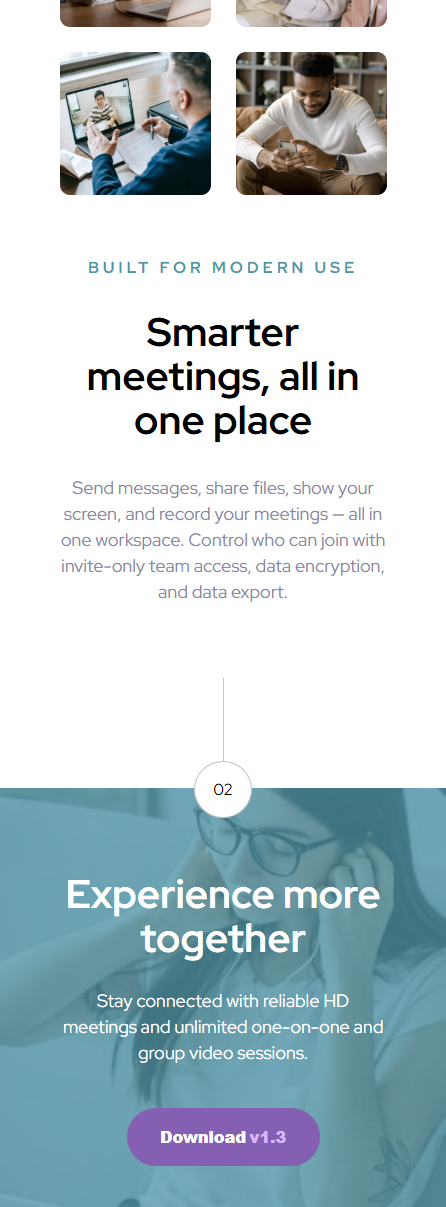 BUILT FOR MODERN USE
Smarter
meetings, all in
one place
Send messages, share files, show your
screen, and record your meetings — all in
one workspace. Control who can join with
invite-only team access, data encryption,
and data export.
02
Experience more
together
Stay connected with reliable HD
meetings and unlimited one-on-one and
group video sessions.
Download v1.3